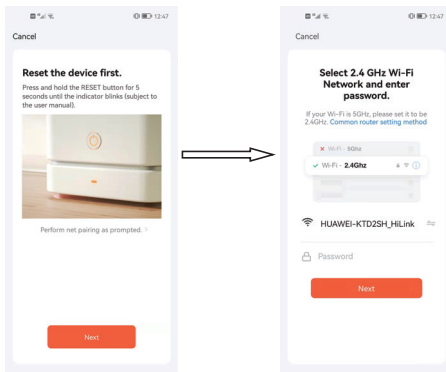 12:47
Cancel
Reset the device first.
Press and hold the RESET button for 5
seconds until the indicator blinks (subject to
the user manual).
Perform net pairing as prompted. >
Next
12:47
Cancel
Select 2.4 GHz Wi-Fi
Network and enter
password.
If your Wi-Fi is 5GHz, please set it to be
2.4GHz. Common router setting method
Wi-Fi - 5Ghz
Wi-Fi - 2.4Ghz
HUAWEI-KTD2SH_HiLink
Password
Next